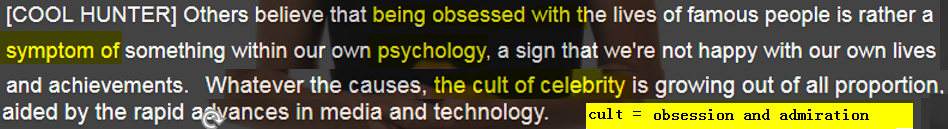 [COOL HUNTER] Others believe that being obsessed with the lives of famous people is rather a
symptom of something within our own psychology, a sign that we're not happy with our own lives
and achievements. Whatever the causes, the cult of celebrity is growing out of all proportion,
aided by the rapid advances in media and technology.
cult = obsession and admiration